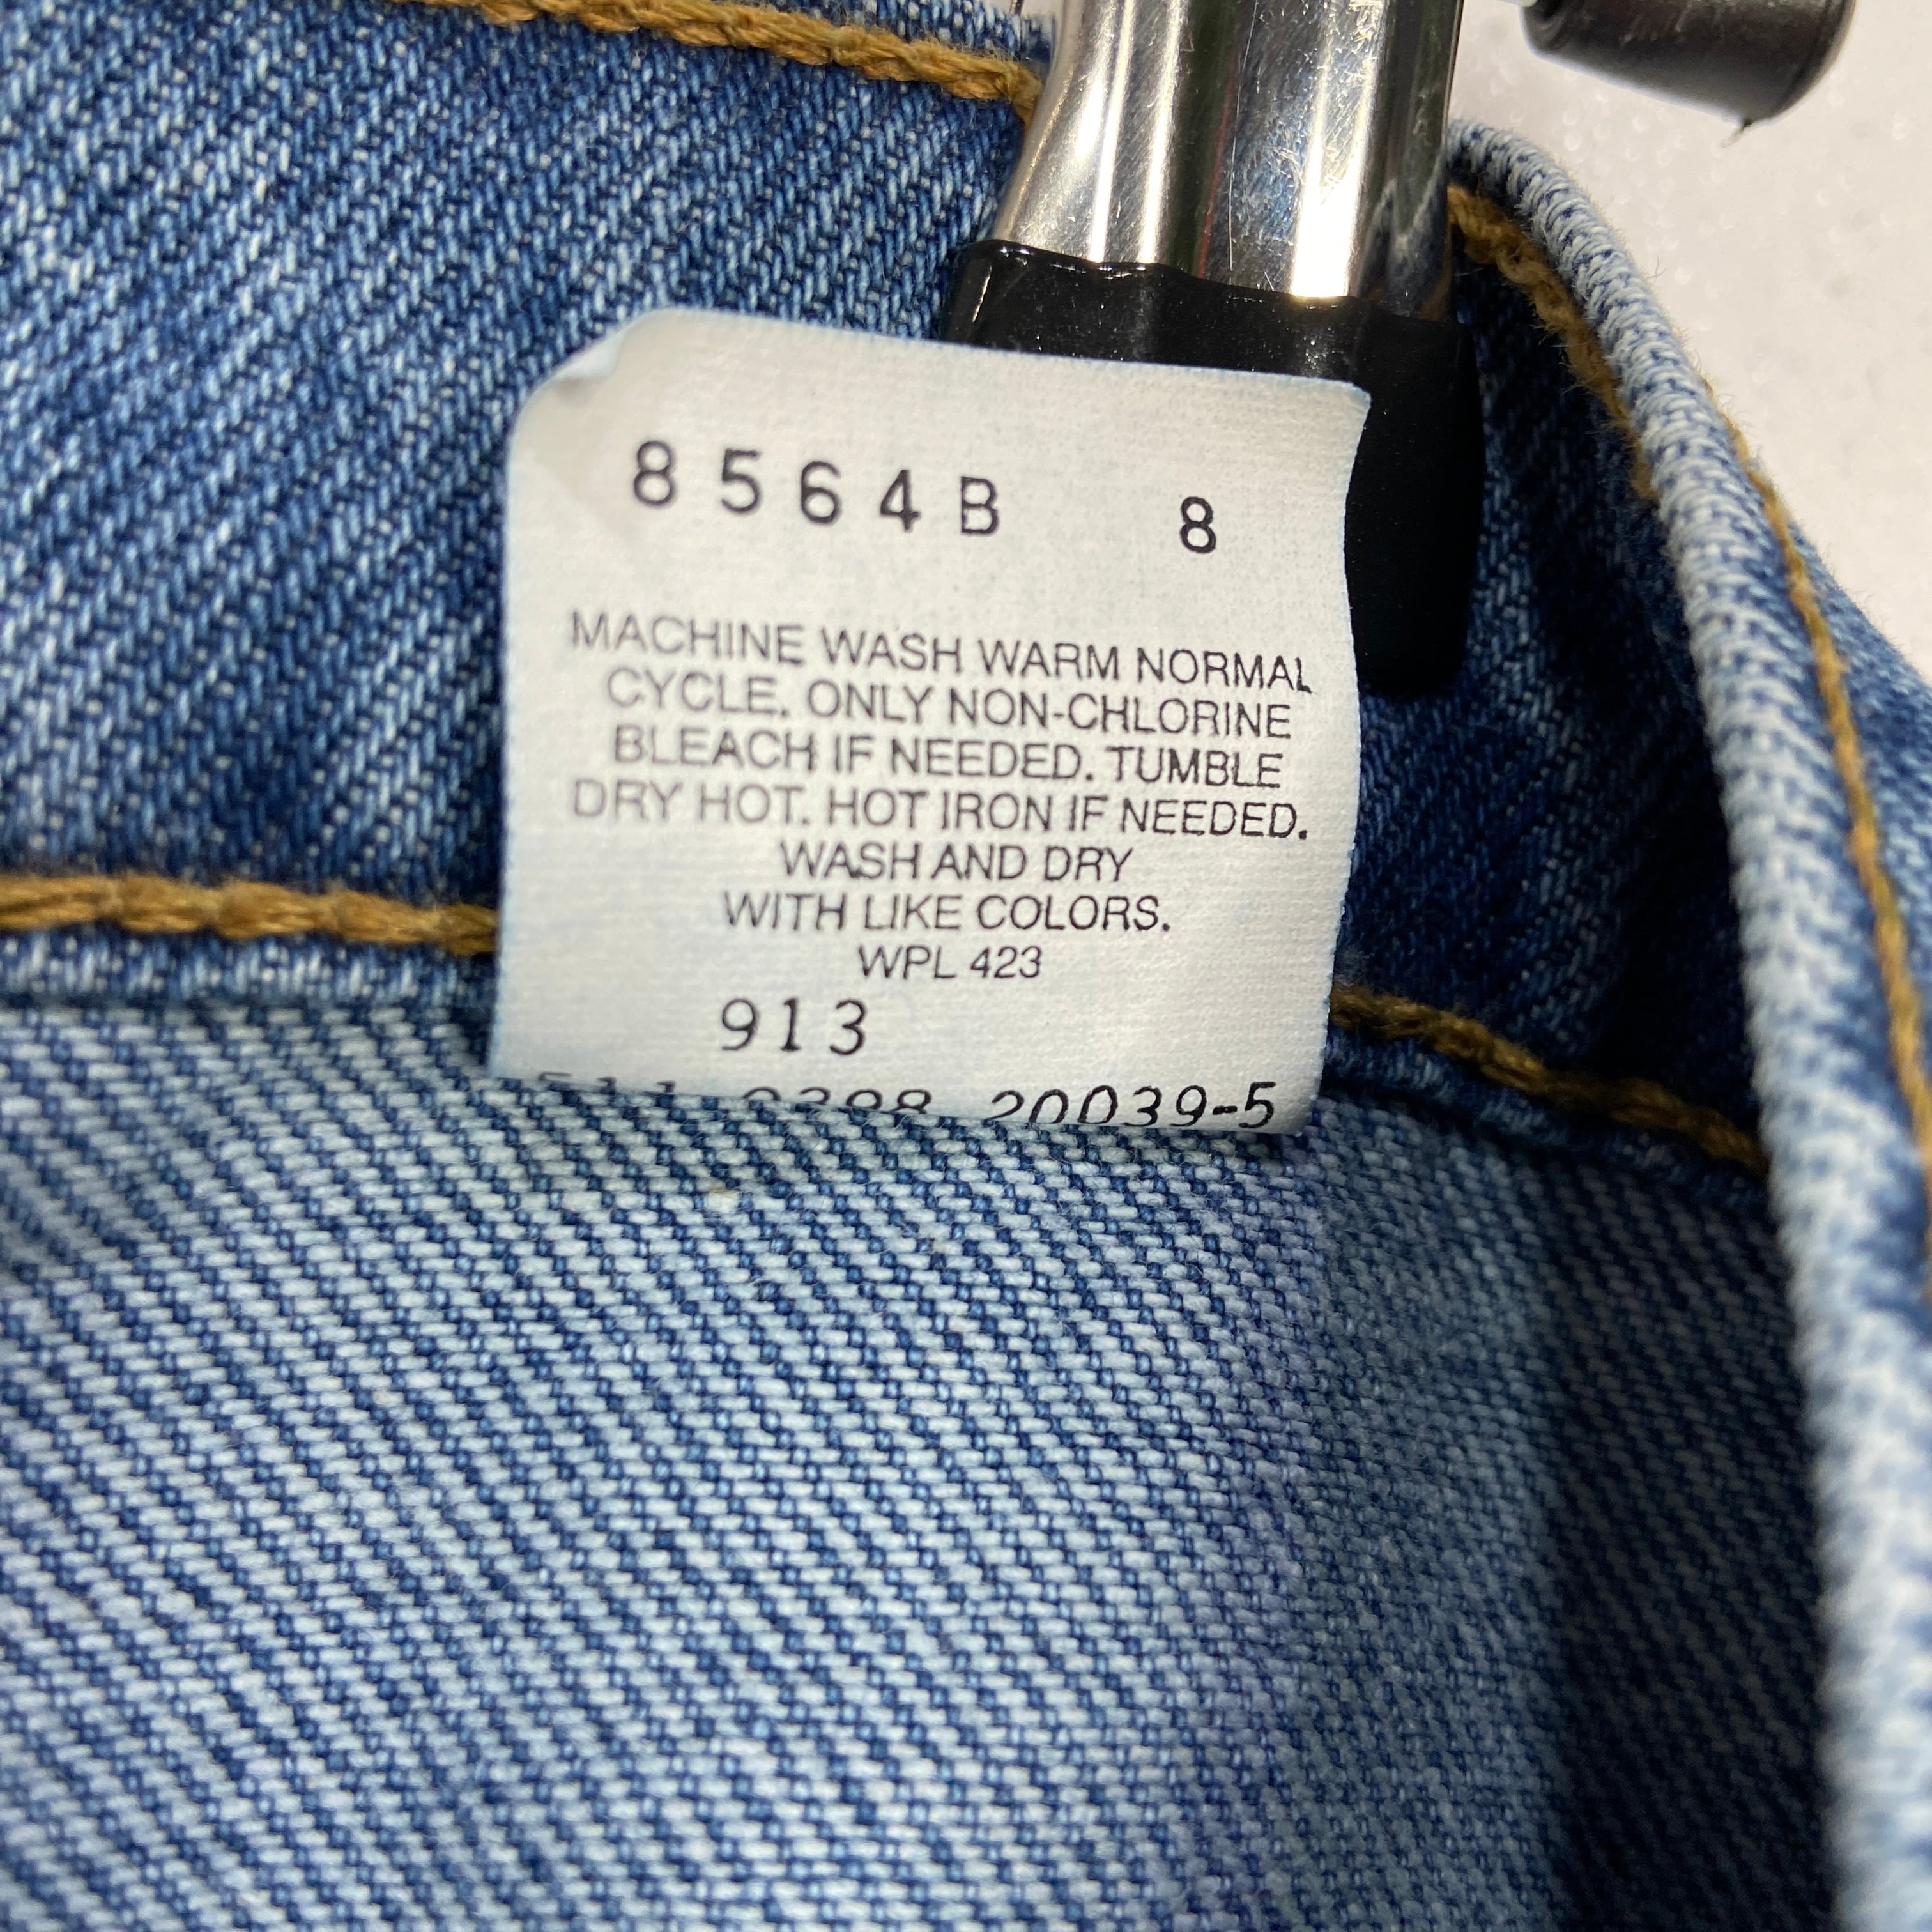 8564B 8
MACHINE WASH WARM NORMAL
CYCLE. ONLY NON-CHLORINE
BLEACH IF NEEDED. TUMBLE
DRY HOT. HOT IRON IF NEEDED.
WASH AND DRY
WITH LIKE COLORS.
WPL 423
913
20039-5